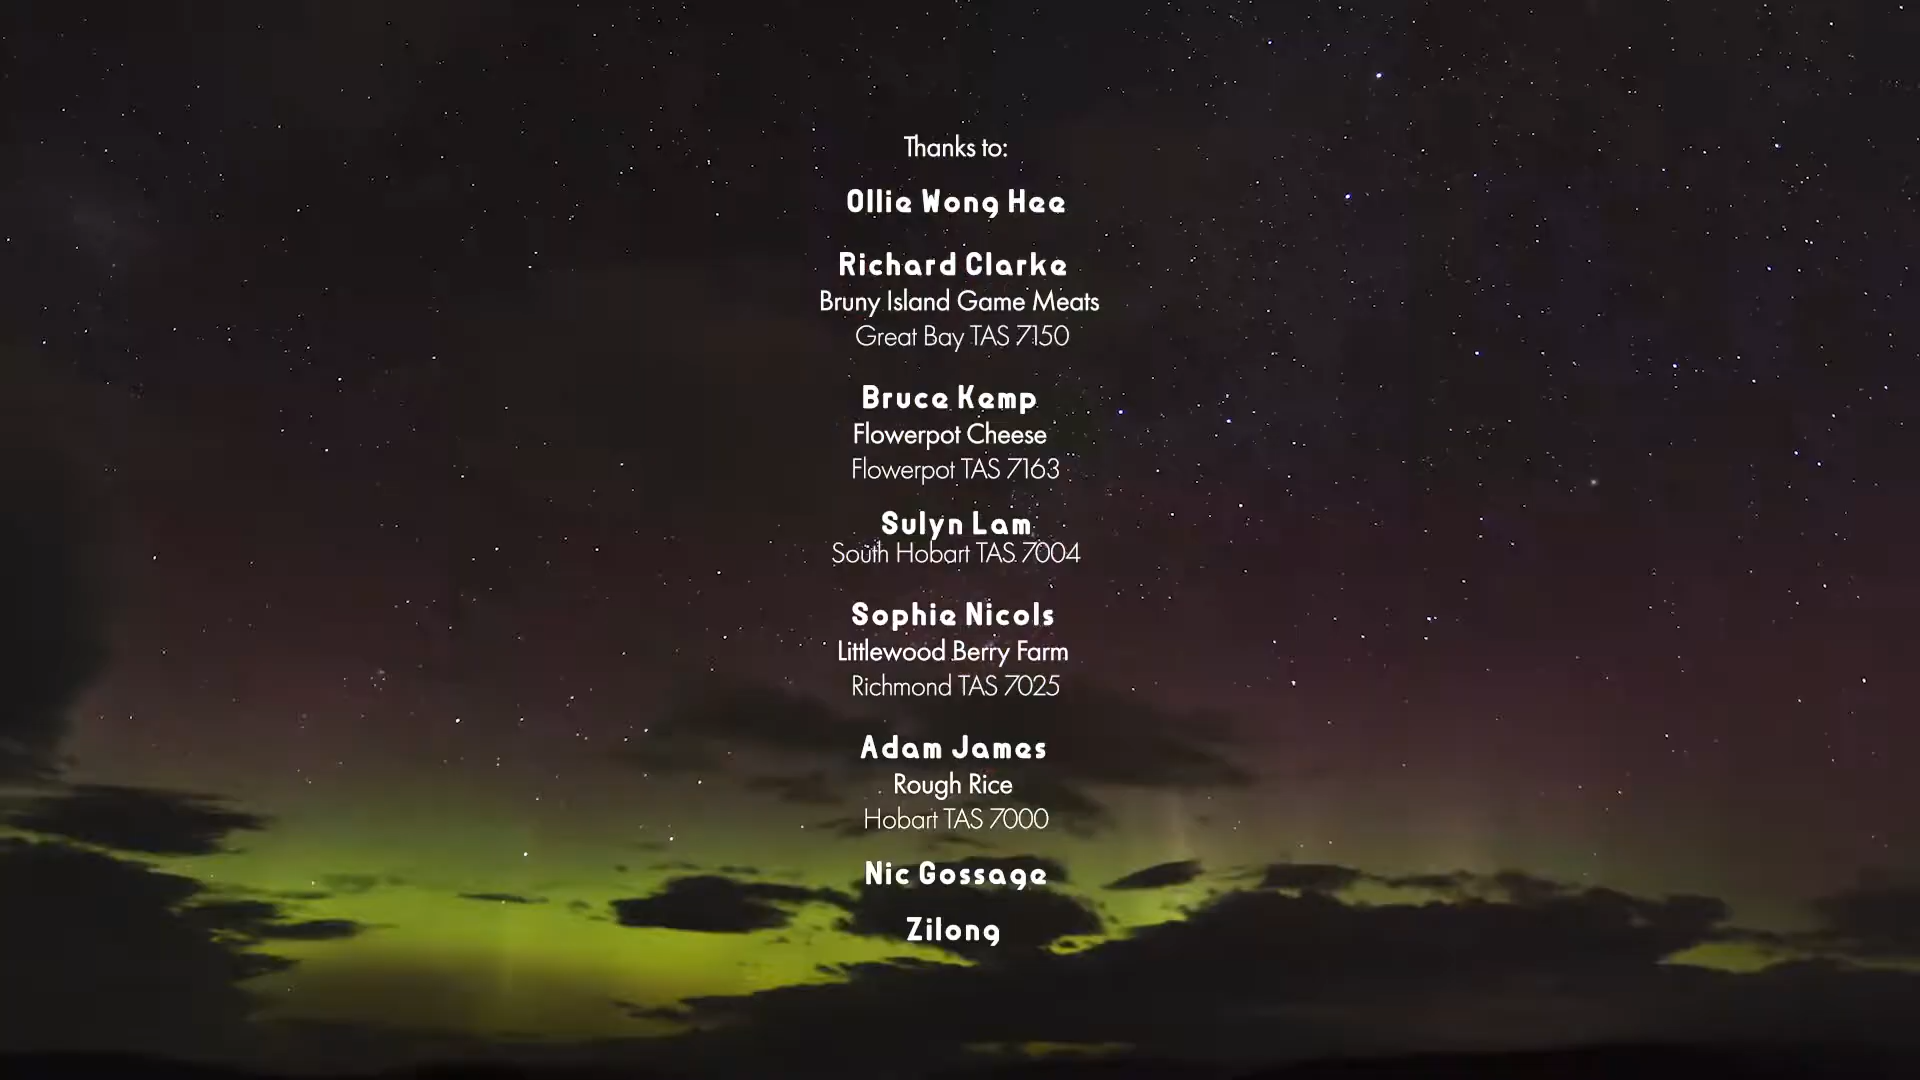 Thanks to:
Ollie Wong Hee
Richard Clarke
Bruny Island Game Meats
Great Bay TAS 7150
Bruce Kemp
Flowerpot Cheese
Flowerpot TAS 7163
Sulyn Lam
South Hobart TAS 7004
Sophie Nicols
Littlewood Berry Farm
Richmond TAS 7025
Adam James
Rough Rice
Hobart TAS 7000
Nic Gossage
Zilong